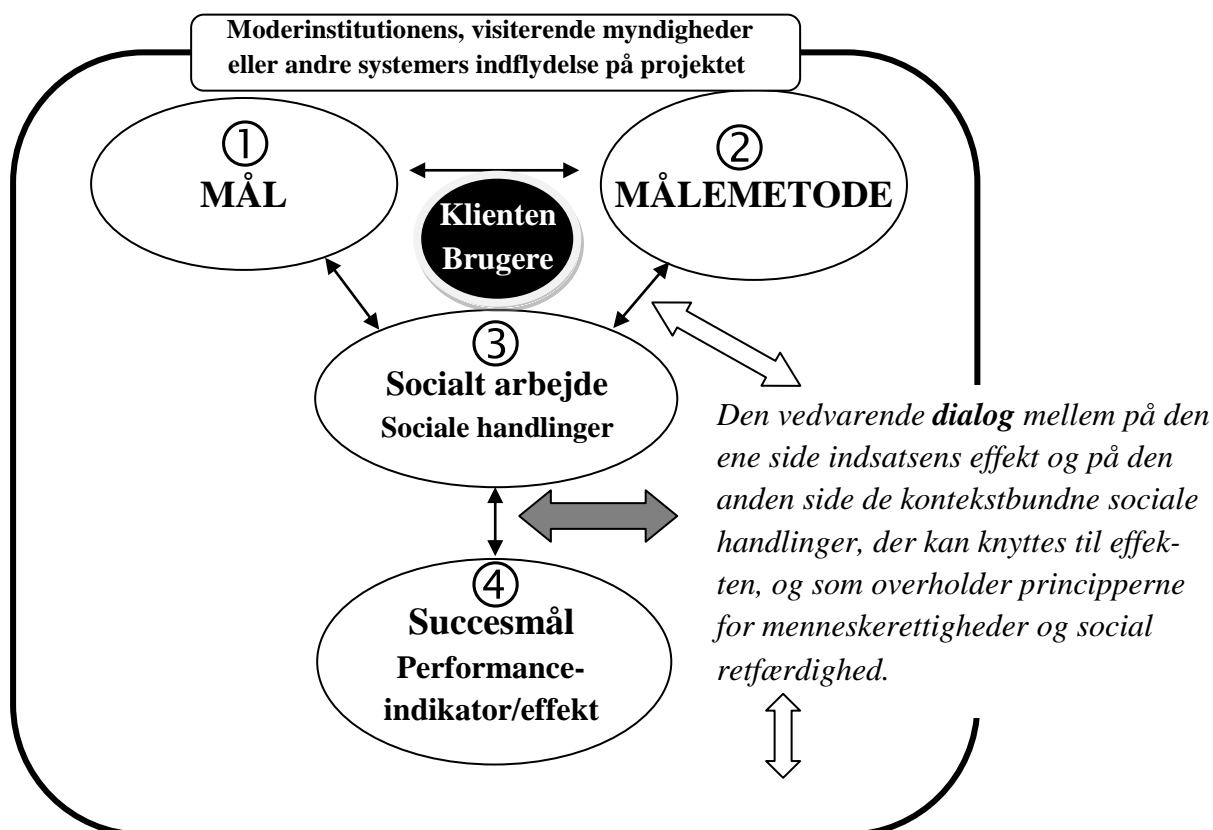 Moderinstitutionens, visiterende myndigheder
eller andre systemers indflydelse på projektet
①
MÅL
②
MÅLEMETODE
Klienten
Brugere
③
Socialt arbejde
Sociale handlinger
Den vedvarende dialog mellem på den
ene side indsatsens effekt og på den
anden side de kontekstbundne sociale
handlinger, der kan knyttes til effek-
ten, og som overholder principperne
for menneskerettigheder og social
retfærdighed.
④
Succesmål
Performance-
indikator/effekt